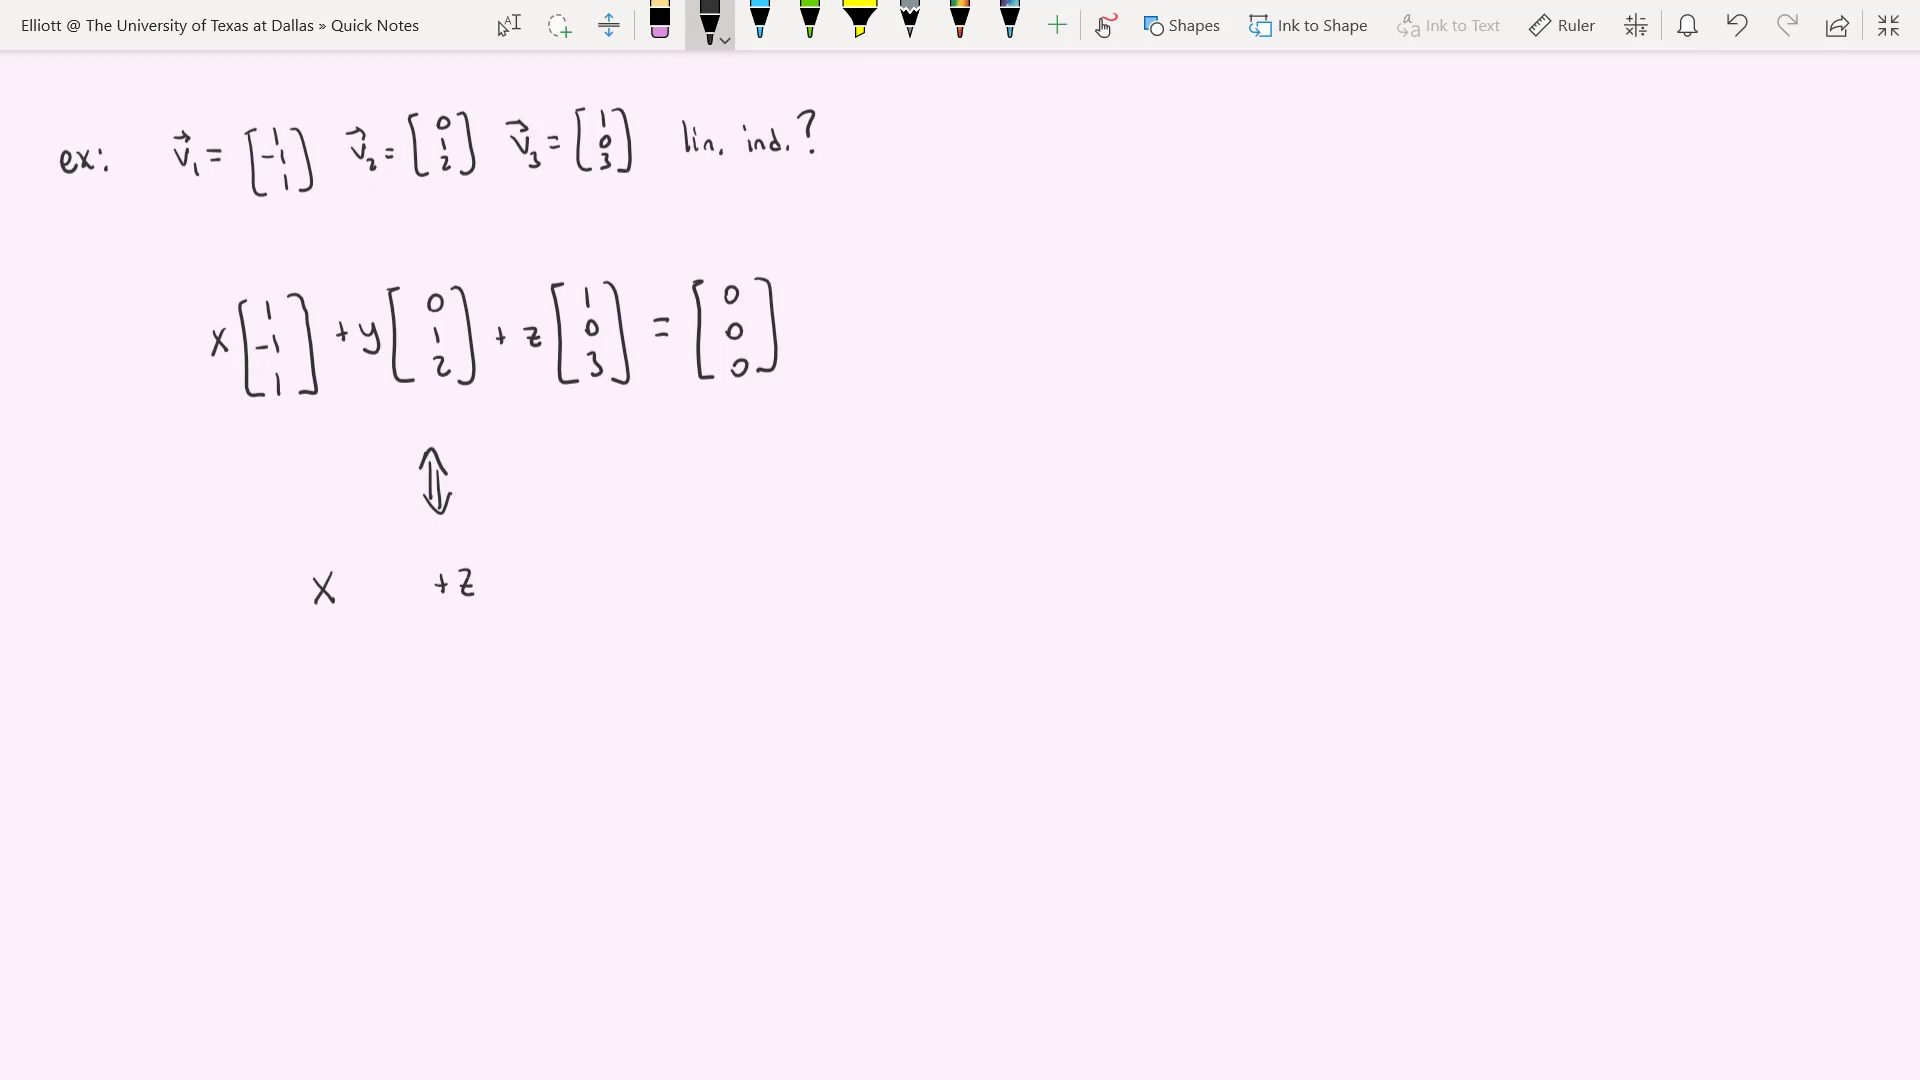 Elliott @ The University of Texas at Dallas » Quick Notes Shapes Ink to Shape Ink to Text Ruler
ex: v⃗₁ = [1 -1 1] v⃗₂ = [0 1 2] v⃗₃ = [1 0 3] lin. ind.?
x[1 -1 1] + y[0 1 2] + z[1 0 3] = [0 0 0]
⇕
x + z